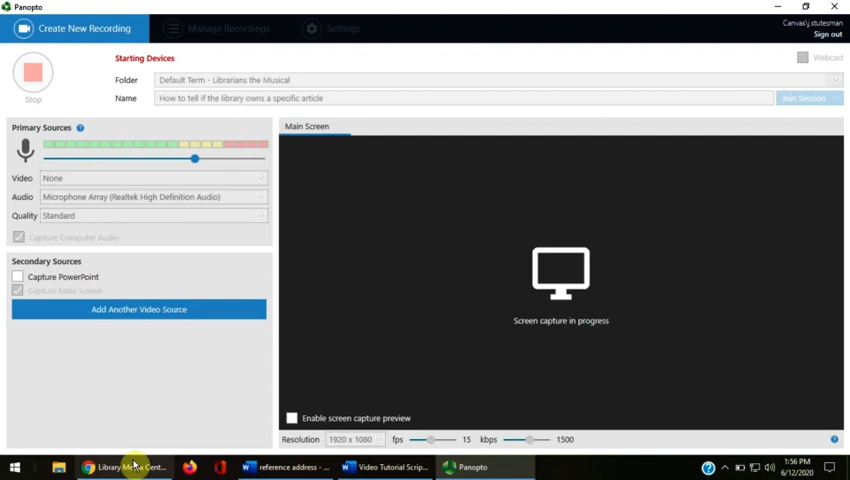 Panopto
Create New Recording
Manage Recordings
Settings
Canvas\j.stutesman
Sign out
Starting Devices
Webcast
Folder
Default Term - Librarians the Musical
Stop
Name
How to tell if the library owns a specific article
Join Session
Primary Sources ?
Main Screen
Video
None
Audio
Microphone Array (Realtek High Definition Audio)
Quality
Standard
Capture Computer Audio
Secondary Sources
Capture PowerPoint
Capture Main Screen
Add Another Video Source
Screen capture in progress
Enable screen capture preview
Resolution
1920 x 1080
fps
15
kbps
1500
?
Library Media Cent...
reference address - ...
Video Tutorial Scrip...
Panopto
?
1:56 PM
6/12/2020